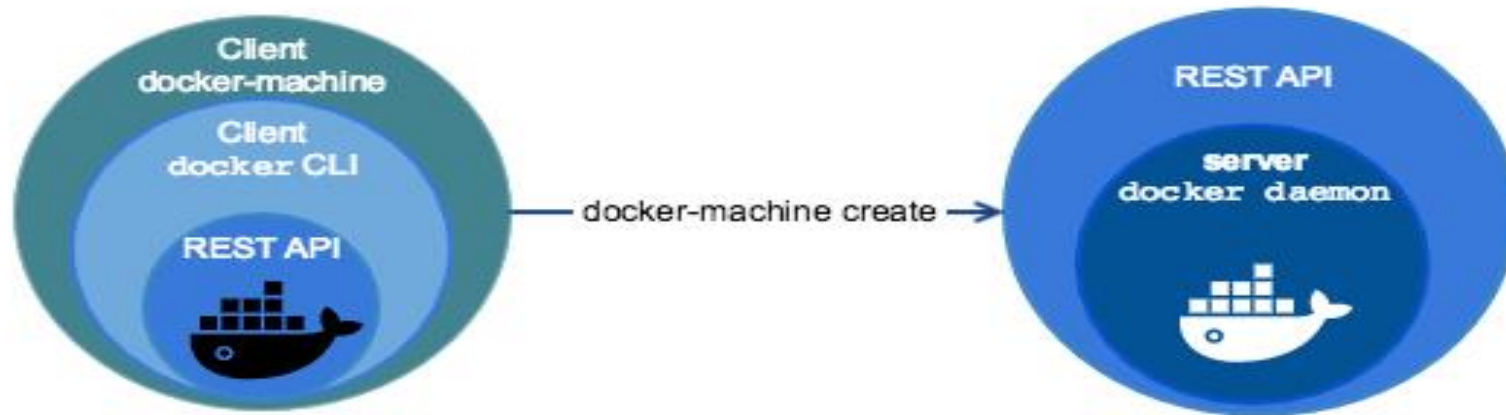 Client
docker-machine
Client
docker CLI
REST API
docker-machine create
REST API
server
docker daemon